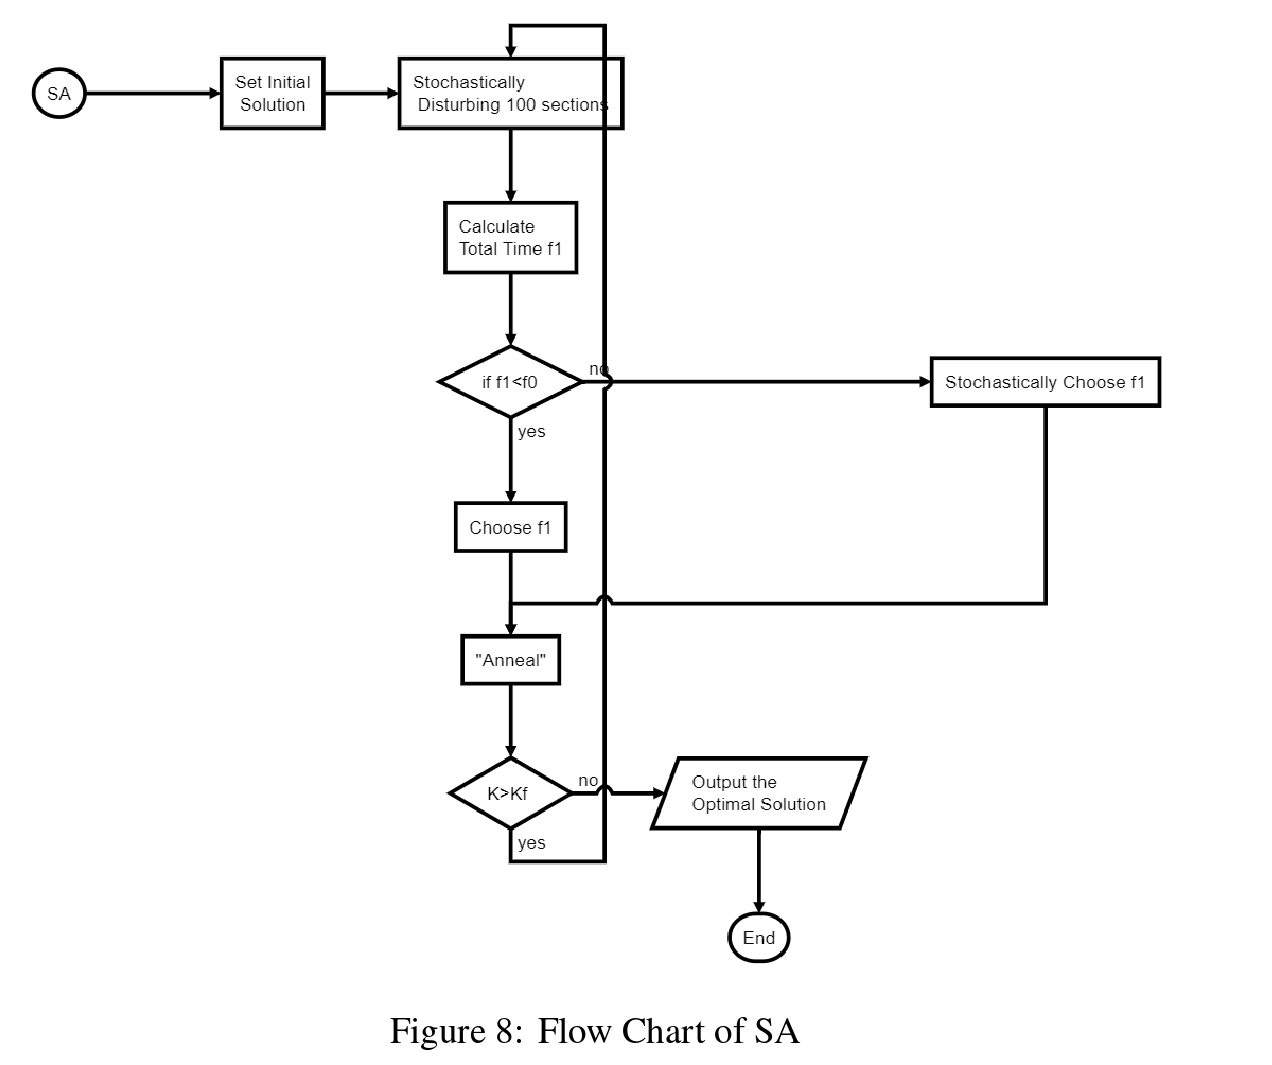 SA
Set Initial
Solution
Stochastically
Disturbing 100 sections
Calculate
Total Time f1
if f1<f0
no
Stochastically Choose f1
yes
Choose f1
"Anneal"
K>Kf
no
Output the
Optimal Solution
yes
End
Figure 8: Flow Chart of SA